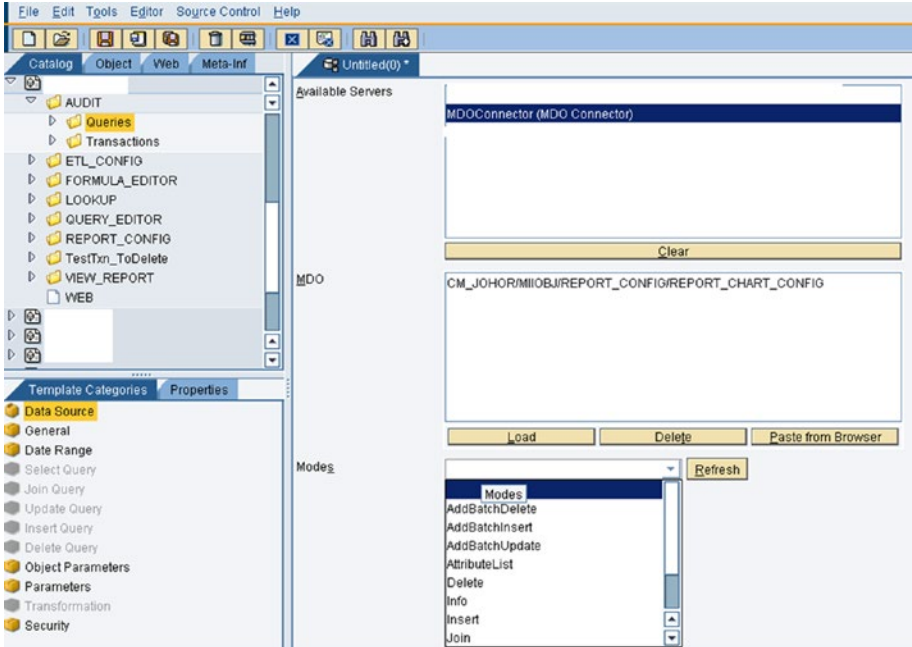 File Edit Tools Editor Source Control Help
Catalog Object Web Meta-Inf
Untitled(0) *
AUDIT
Queries
Transactions
ETL_CONFIG
FORMULA_EDITOR
LOOKUP
QUERY_EDITOR
REPORT_CONFIG
TestTxn_ToDelete
VIEW_REPORT
WEB
Template Categories Properties
Data Source
General
Date Range
Select Query
Join Query
Update Query
Insert Query
Delete Query
Object Parameters
Parameters
Transformation
Security
Available Servers
MDOConnector (MDO Connector)
Clear
MDO
CM_JOHOR/MIIOBJ/REPORT_CONFIG/REPORT_CHART_CONFIG
Load Delete Paste from Browser
Modes
Refresh
Modes
AddBatchDelete
AddBatchInsert
AddBatchUpdate
AttributeList
Delete
Info
Insert
Join